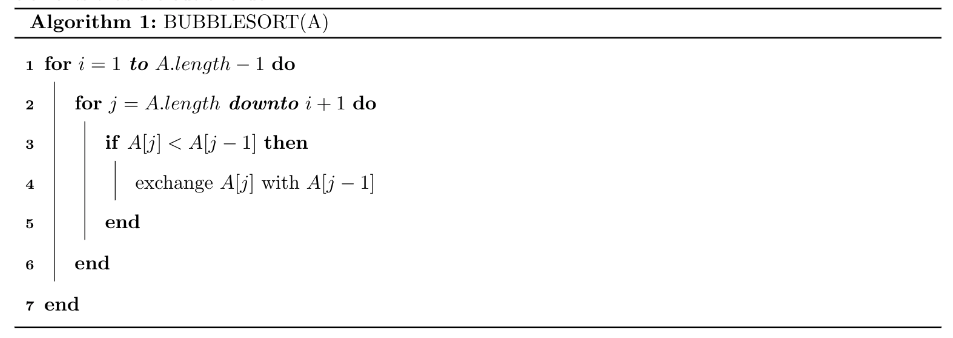 Algorithm 1: BUBBLESORT(A)
1 for i = 1 to A.length − 1 do
2 for j = A.length downto i + 1 do
3 if A[j] < A[j − 1] then
4 exchange A[j] with A[j − 1]
5 end
6 end
7 end